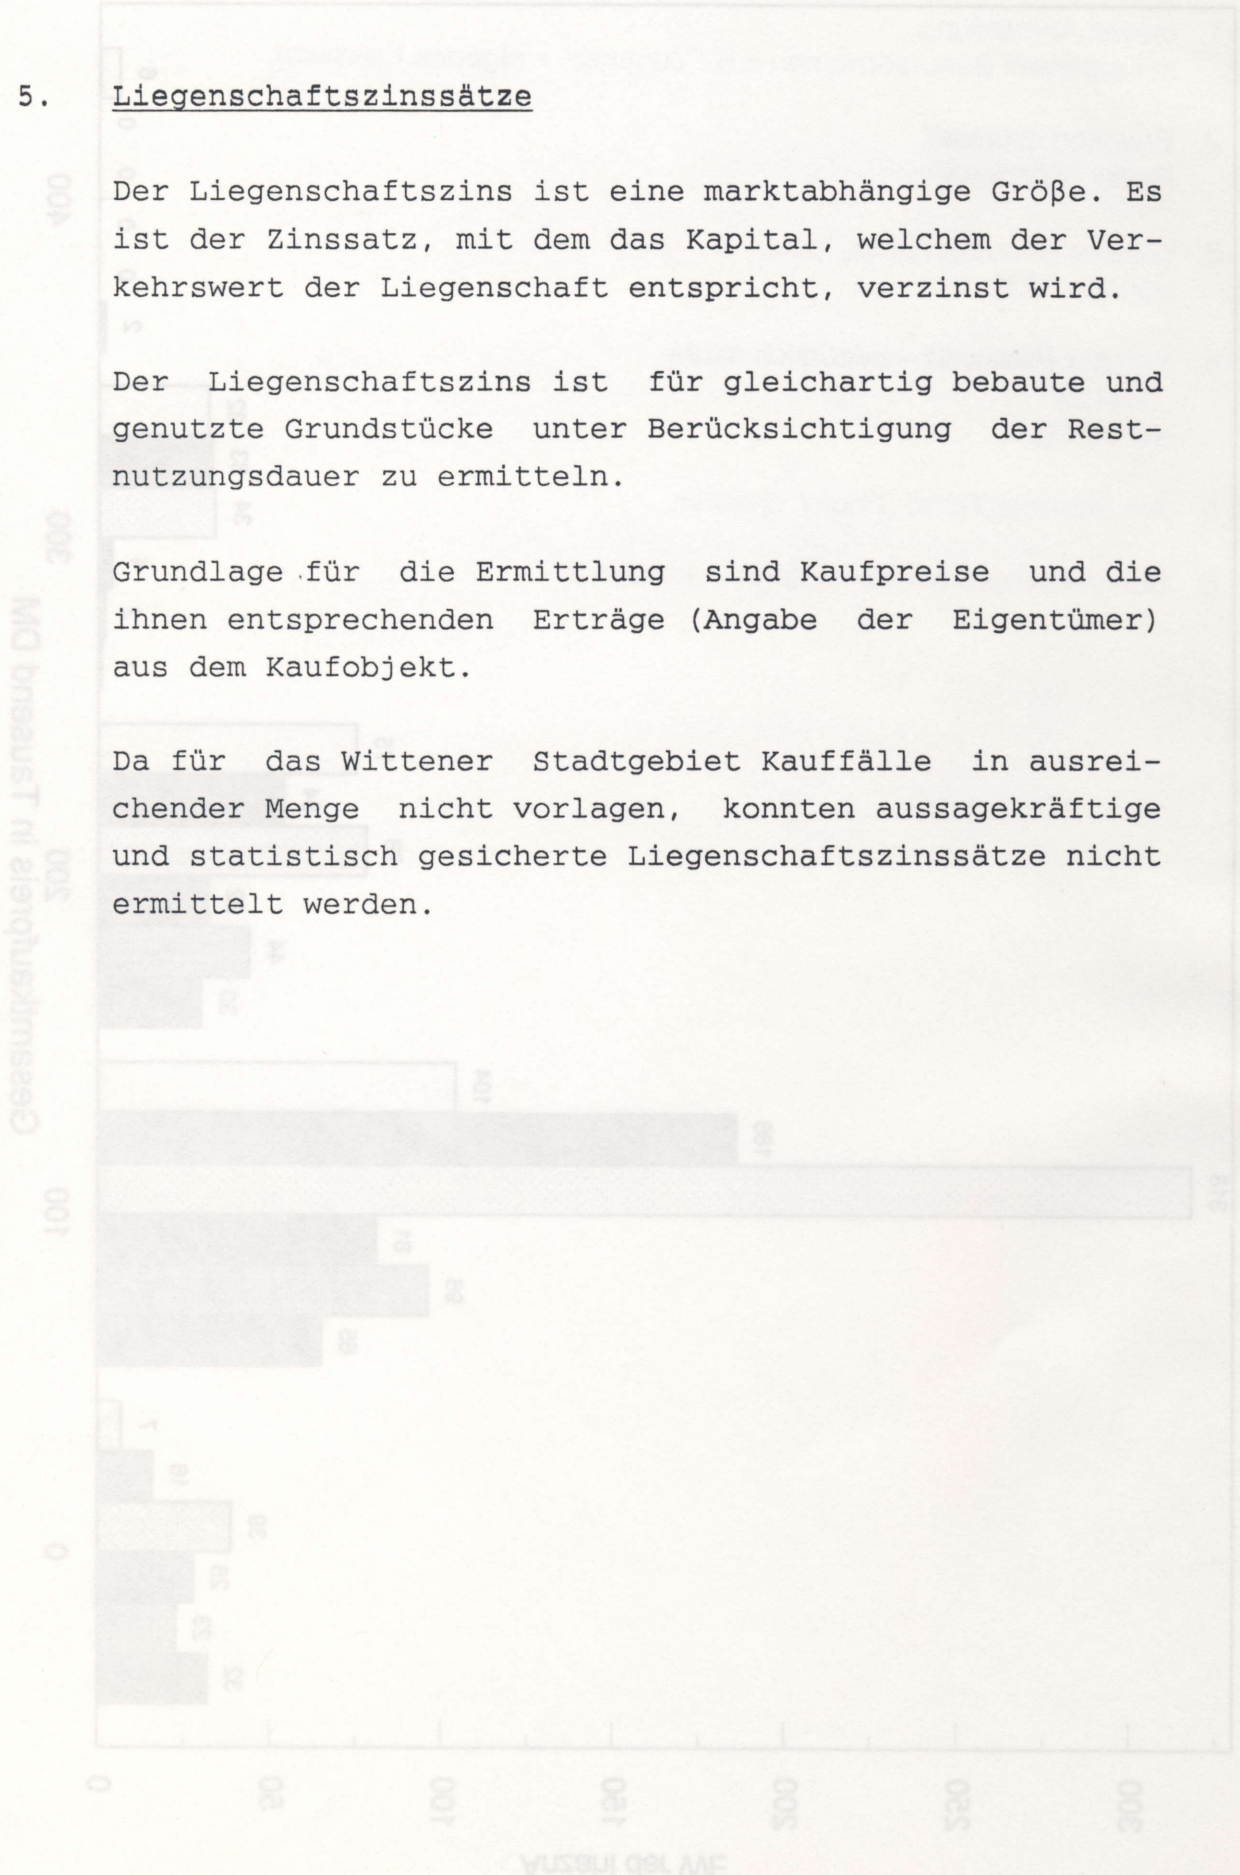 5. Liegenschaftszinssätze
Der Liegenschaftszins ist eine marktabhängige Größe. Es
ist der Zinssatz, mit dem das Kapital, welchem der Ver-
kehrswert der Liegenschaft entspricht, verzinst wird.
Der Liegenschaftszins ist für gleichartig bebaute und
genutzte Grundstücke unter Berücksichtigung der Rest-
nutzungsdauer zu ermitteln.
Grundlage für die Ermittlung sind Kaufpreise und die
ihnen entsprechenden Erträge (Angabe der Eigentümer)
aus dem Kaufobjekt.
Da für das Wittener Stadtgebiet Kauffälle in ausrei-
chender Menge nicht vorlagen, konnten aussagekräftige
und statistisch gesicherte Liegenschaftszinssätze nicht
ermittelt werden.